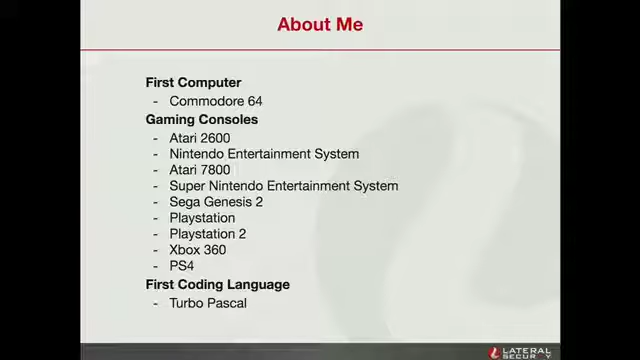 About Me
First Computer
- Commodore 64
Gaming Consoles
- Atari 2600
- Nintendo Entertainment System
- Atari 7800
- Super Nintendo Entertainment System
- Sega Genesis 2
- Playstation
- Playstation 2
- Xbox 360
- PS4
First Coding Language
- Turbo Pascal
LATERAL
SECURITY